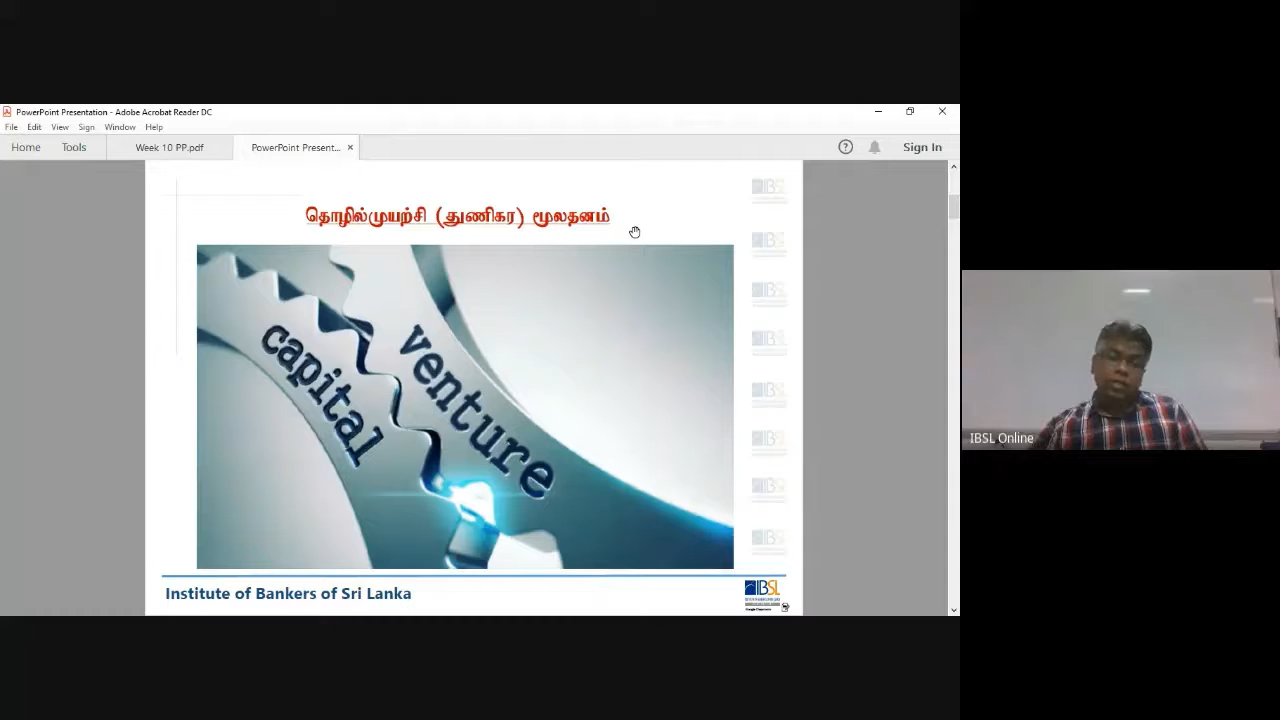 PowerPoint Presentation - Adobe Acrobat Reader DC
File Edit View Sign Window Help
Home Tools Week 10 PP.pdf PowerPoint Present... Sign In
தொழில்முயற்சி (துணிகர) மூலதனம்
capital
venture
IBSL Online
Institute of Bankers of Sri Lanka
IBSL